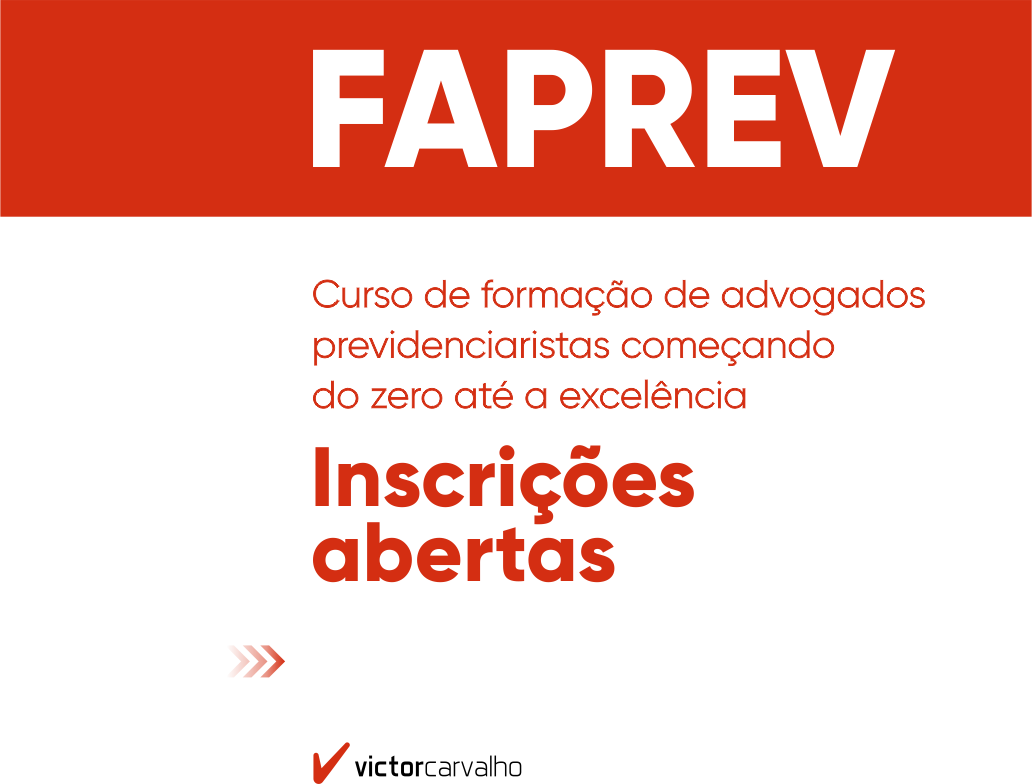 FAPREV
Curso de formação de advogados
previdenciaristas começando
do zero até a excelência
Inscrições
abertas
victorcarvalho